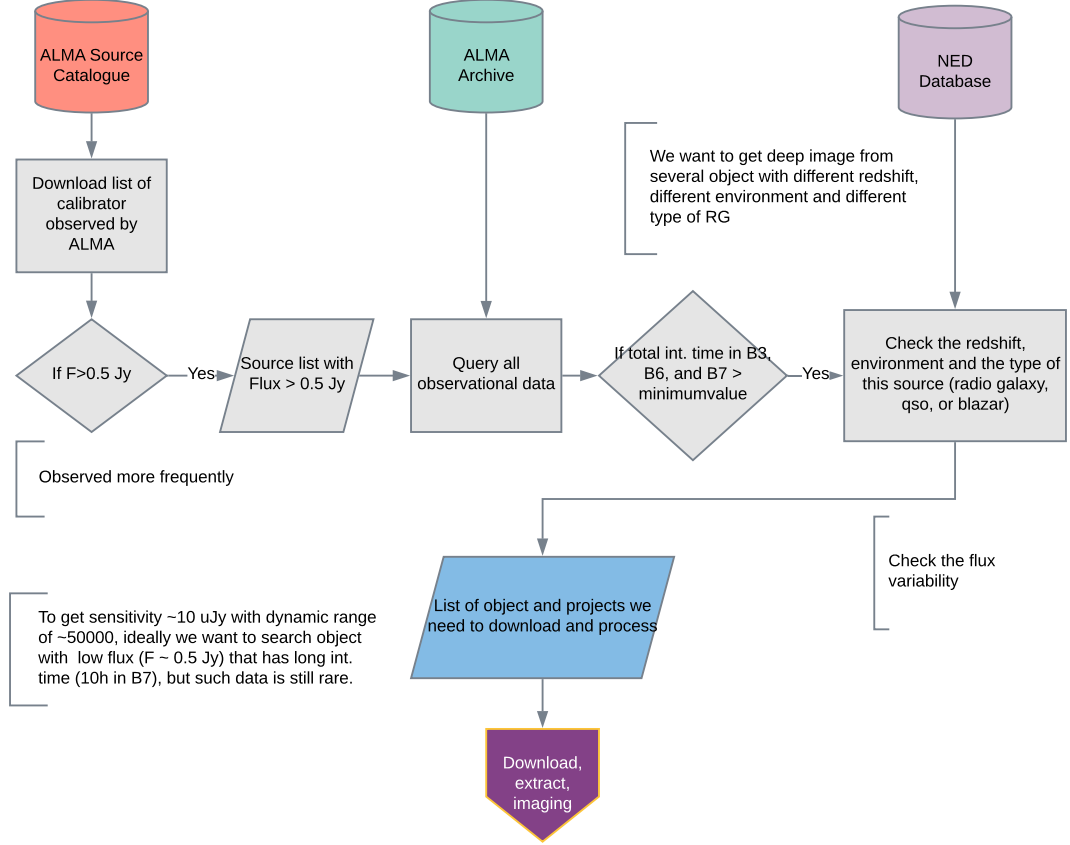 ALMA Source
Catalogue
ALMA
Archive
NED
Database
Download list of
calibrator
observed by
ALMA
We want to get deep image from
several object with different redshift,
different environment and different
type of RG
If F>0.5 Jy
Yes
Source list with
Flux > 0.5 Jy
Query all
observational data
If total int. time in B3,
B6, and B7 >
minimumvalue
Yes
Check the redshift,
environment and the type of
this source (radio galaxy,
qso, or blazar)
Observed more frequently
Check the flux
variability
To get sensitivity ~10 uJy with dynamic range
of ~50000, ideally we want to search object
with  low flux (F ~ 0.5 Jy) that has long int.
time (10h in B7), but such data is still rare.
List of object and projects we
need to download and process
Download,
extract,
imaging